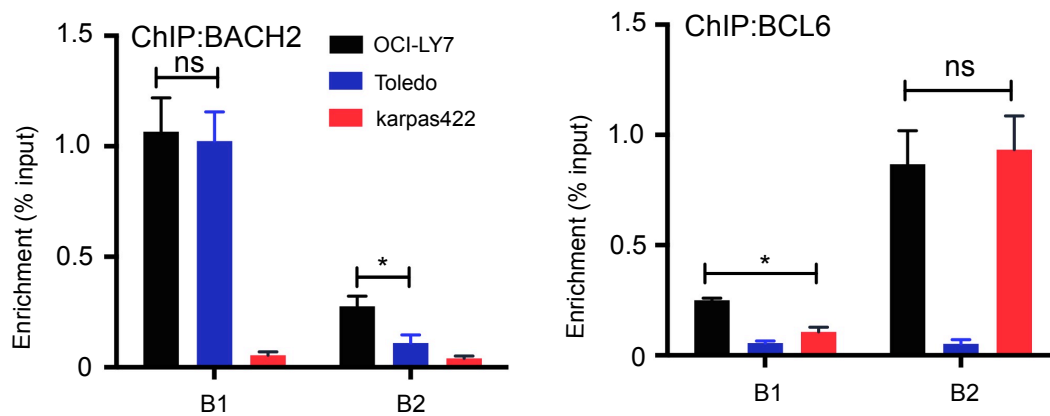 ChIP:BACH2
1.5
1.0
0.5
0
Enrichment (% input)
ns
*
OCI-LY7
Toledo
karpas422
B1
B2
ChIP:BCL6
1.5
1.0
0.5
0
Enrichment (% input)
*
ns
B1
B2